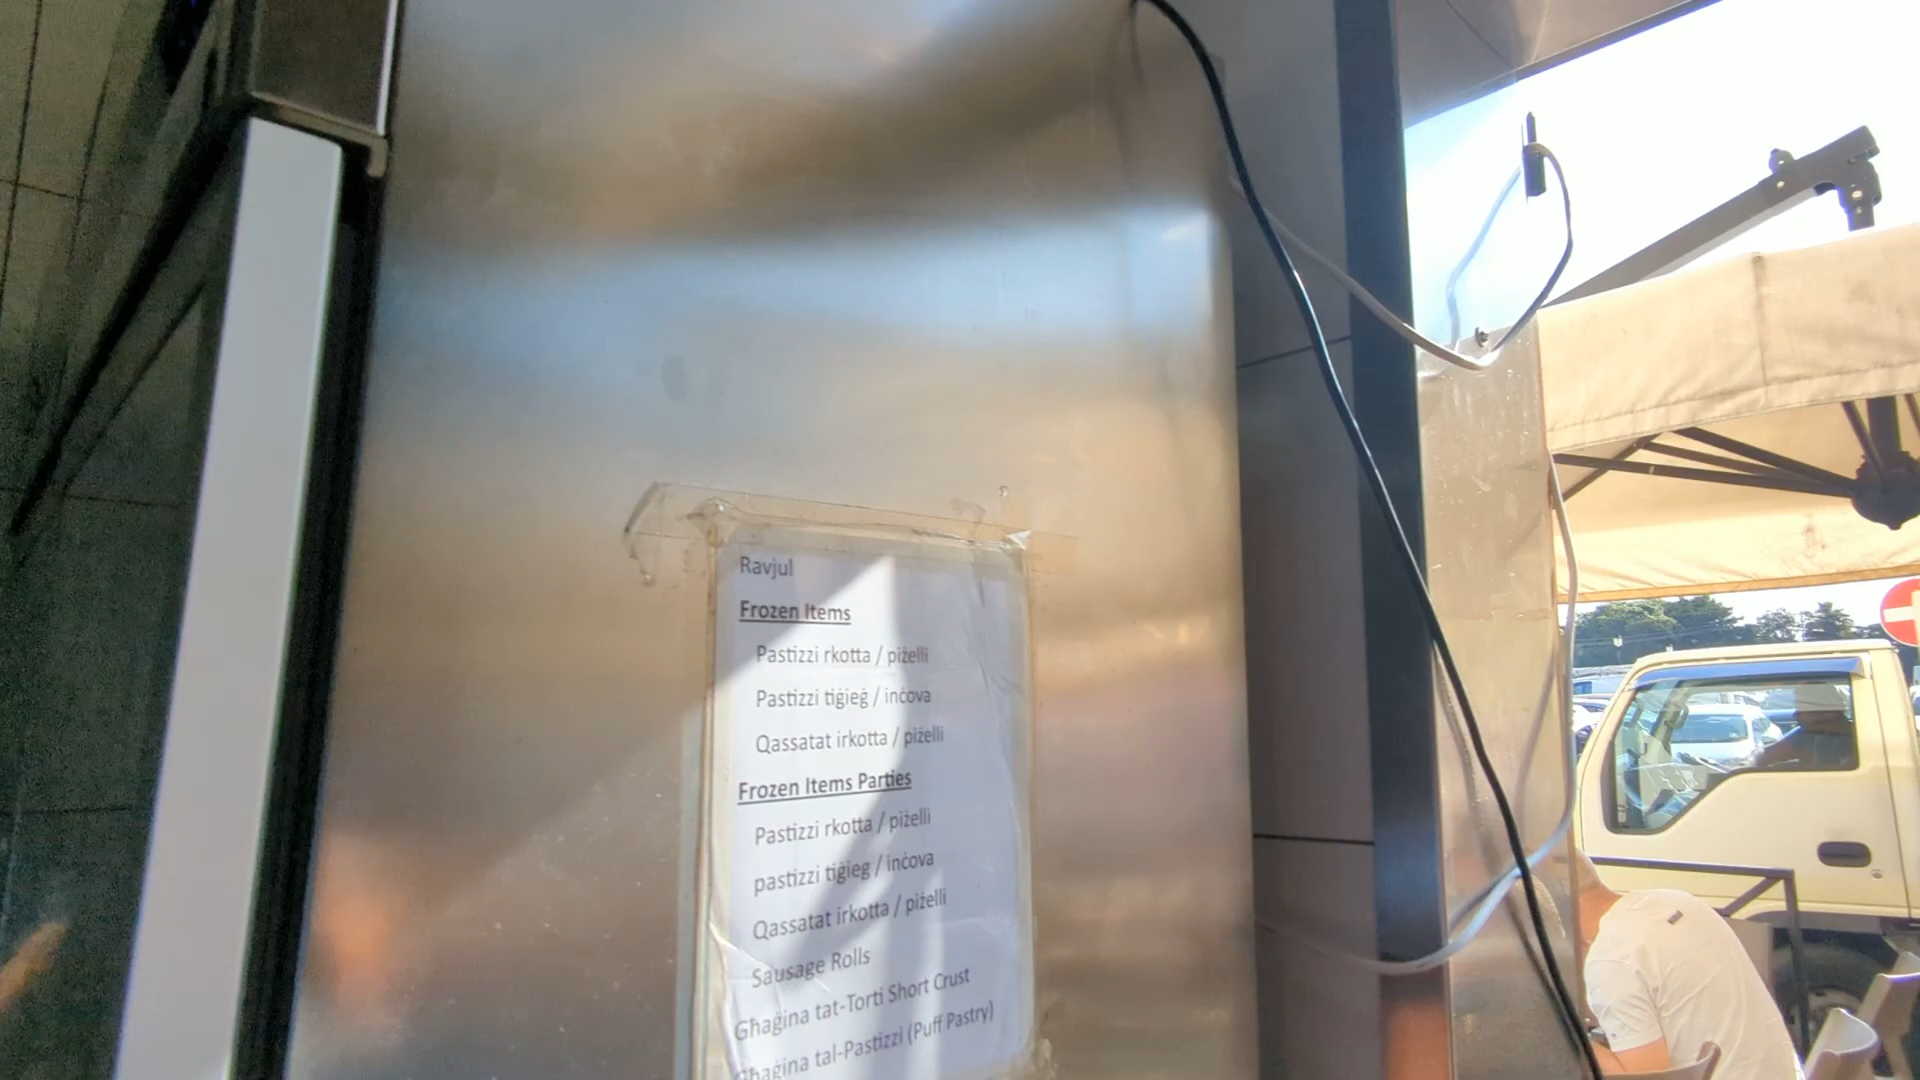 Ravjul
Frozen Items
Pastizzi rkotta / piżelli
Pastizzi tiġieġ / inċova
Qassatat irkotta / piżelli
Frozen Items Parties
Pastizzi rkotta / piżelli
pastizzi tiġieg / inċova
Qassatat irkotta / piżelli
Sausage Rolls
Għaġina tat-Torti Short Crust
Għaġina tal-Pastizzi (Puff Pastry)